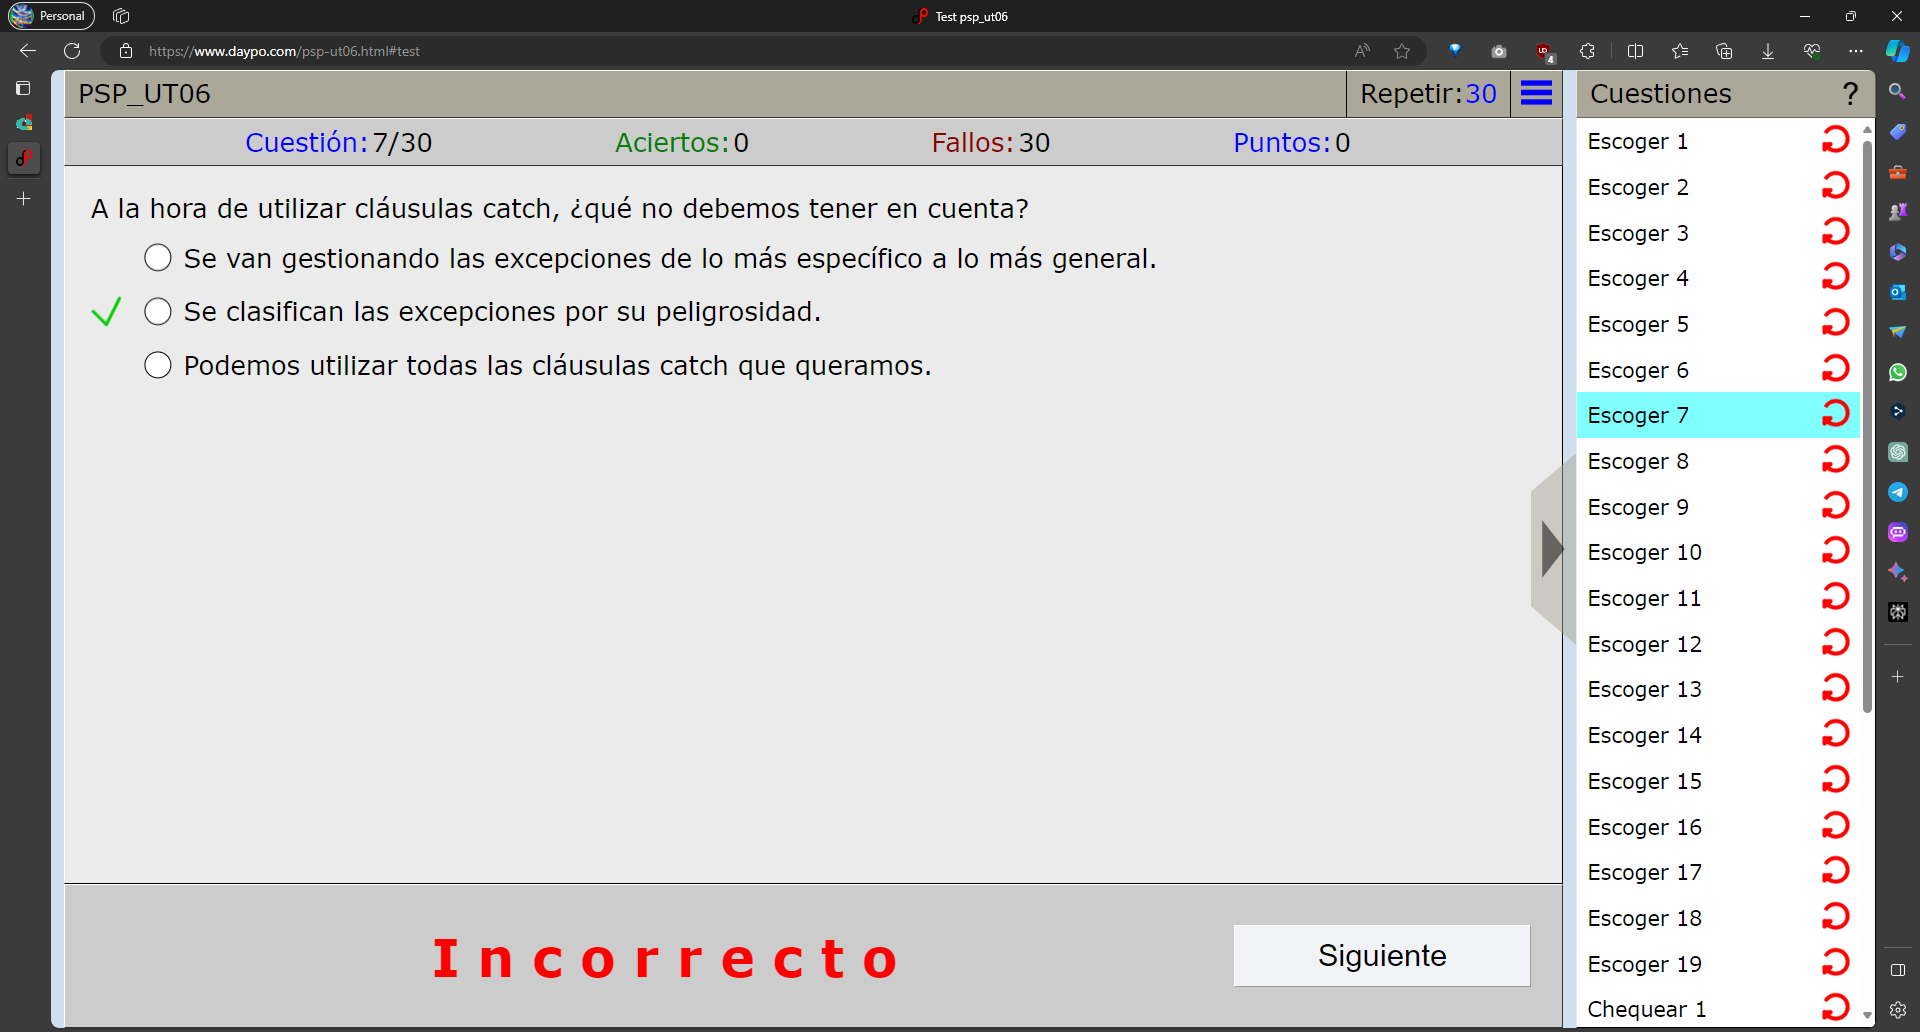 Personal
Test psp_ut06
https://www.daypo.com/psp-ut06.html#test
4
PSP_UT06
Repetir:30
Cuestiones
?
Cuestión: 7/30
Aciertos: 0
Fallos: 30
Puntos: 0
A la hora de utilizar cláusulas catch, ¿qué no debemos tener en cuenta?
Se van gestionando las excepciones de lo más específico a lo más general.
Se clasifican las excepciones por su peligrosidad.
Podemos utilizar todas las cláusulas catch que queramos.
Incorrecto
Siguiente
Escoger 1
Escoger 2
Escoger 3
Escoger 4
Escoger 5
Escoger 6
Escoger 7
Escoger 8
Escoger 9
Escoger 10
Escoger 11
Escoger 12
Escoger 13
Escoger 14
Escoger 15
Escoger 16
Escoger 17
Escoger 18
Escoger 19
Chequear 1